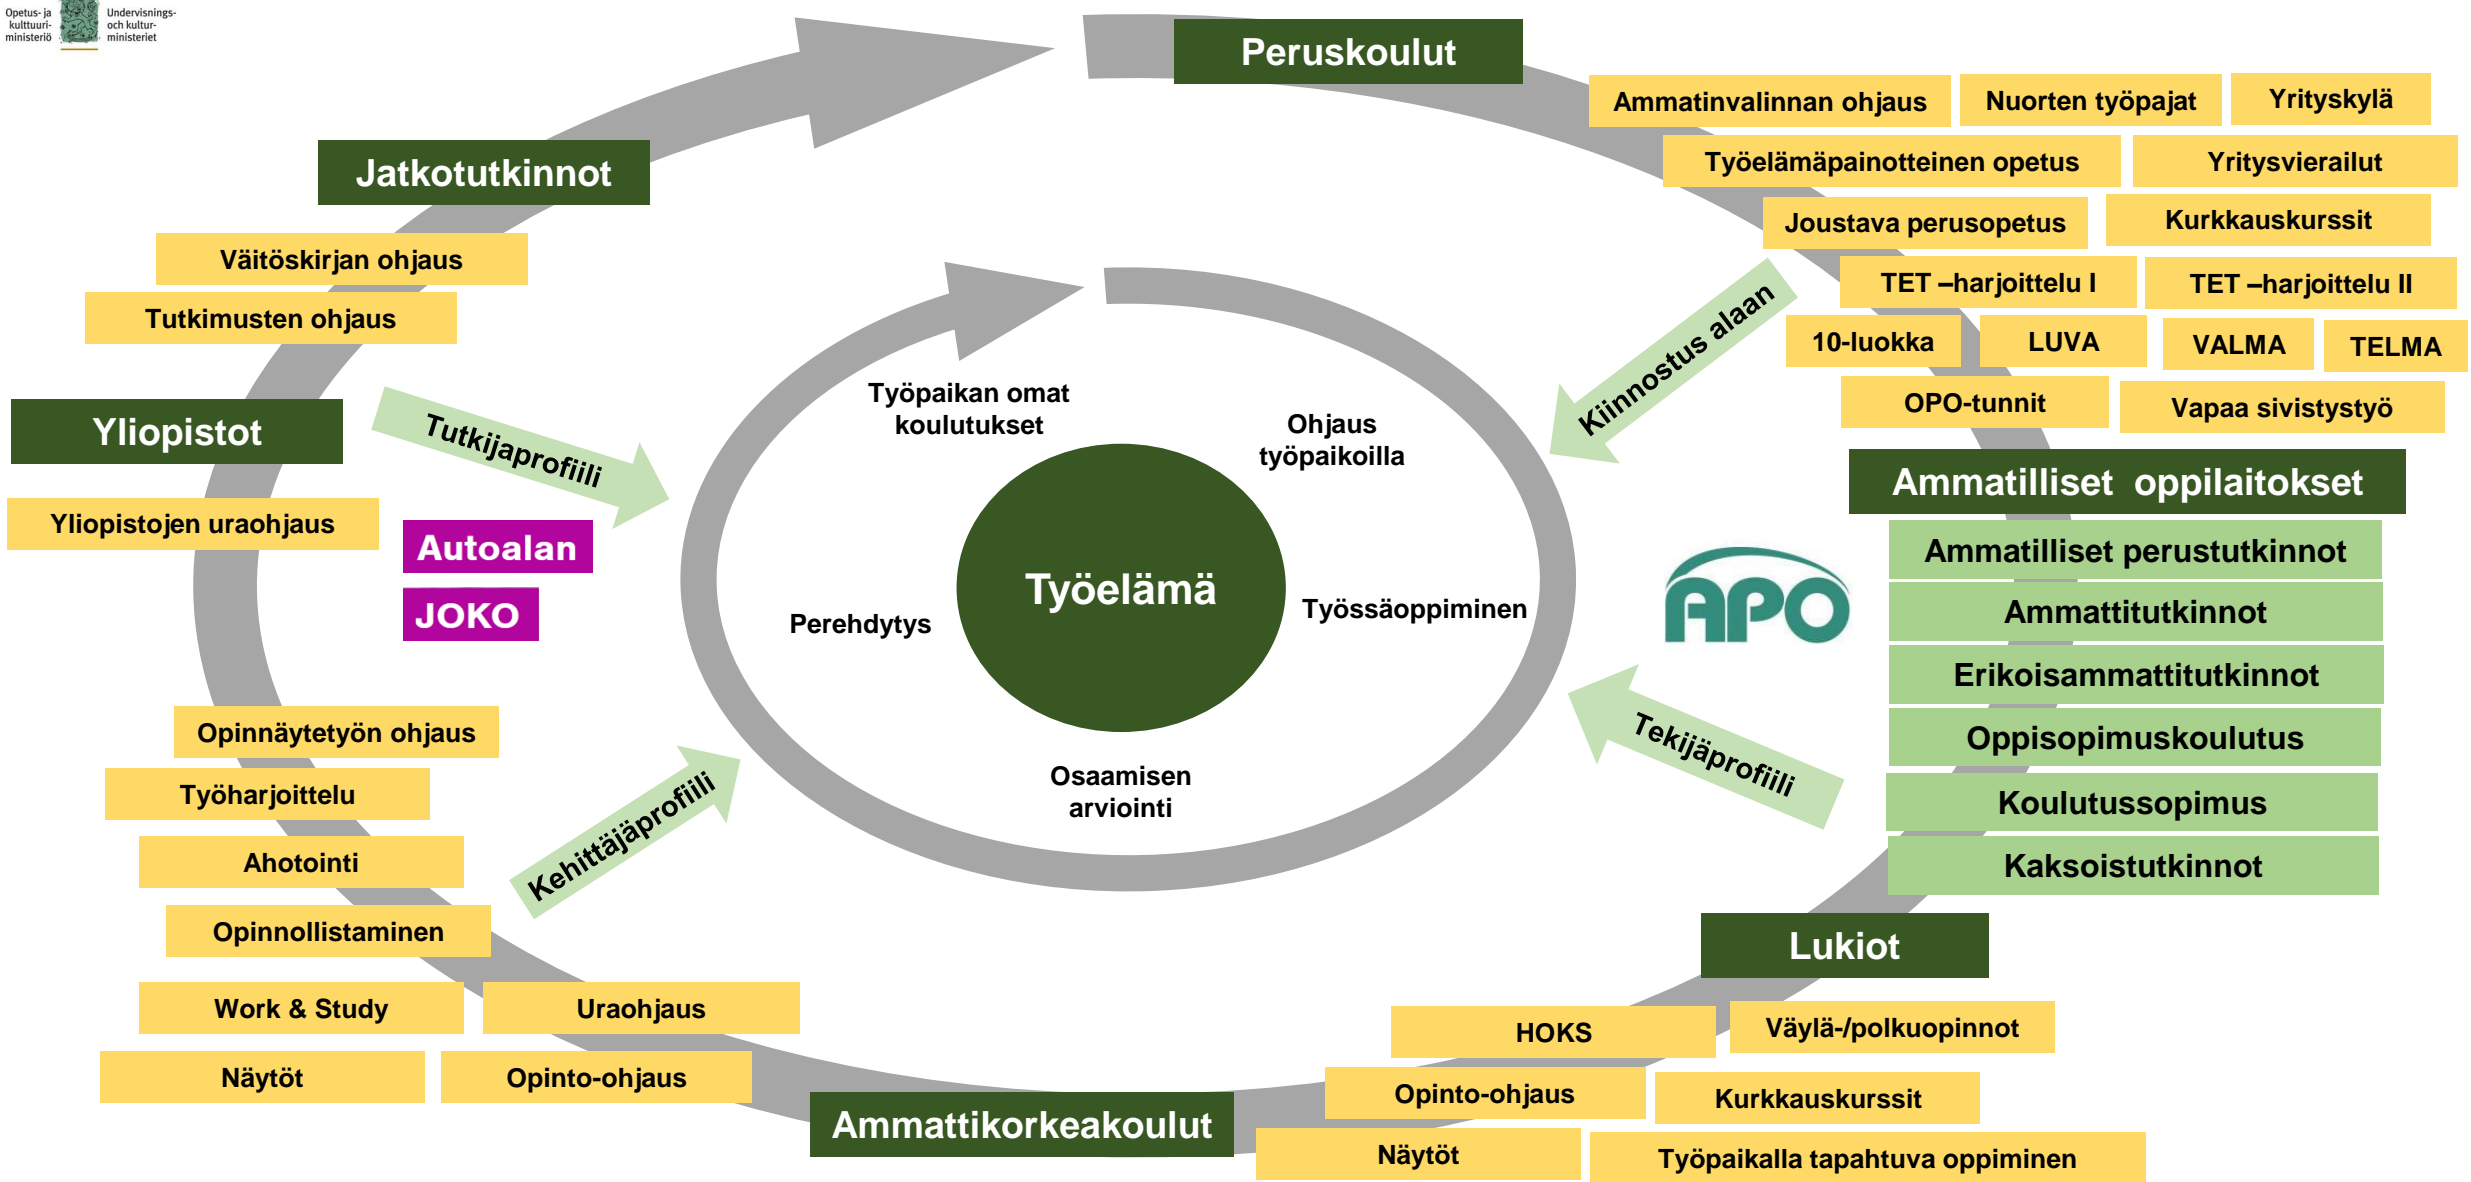 Opetus- ja
kulttuuri-
ministeriö
Undervisnings-
och kultur-
ministeriet
Peruskoulut
Ammatinvalinnan ohjaus
Nuorten työpajat
Yrityskylä
Työelämäpainotteinen opetus
Yritysvierailut
Joustava perusopetus
Kurkkauskurssit
TET –harjoittelu I
TET –harjoittelu II
10-luokka
LUVA
VALMA
TELMA
OPO-tunnit
Vapaa sivistystyö
Kiinnostus alaan
Ammatilliset oppilaitokset
Ammatilliset perustutkinnot
Ammattitutkinnot
Erikoisammattitutkinnot
Oppisopimuskoulutus
Koulutussopimus
Kaksoistutkinnot
APO
Tekijäprofiili
Lukiot
HOKS
Väylä-/polkuopinnot
Opinto-ohjaus
Kurkkauskurssit
Näytöt
Työpaikalla tapahtuva oppiminen
Ammattikorkeakoulut
Opinnäytetyön ohjaus
Työharjoittelu
Ahotointi
Opinnollistaminen
Work & Study
Uraohjaus
Näytöt
Opinto-ohjaus
Kehittäjäprofiili
Jatkotutkinnot
Väitöskirjan ohjaus
Tutkimusten ohjaus
Yliopistot
Yliopistojen uraohjaus
Tutkijaprofiili
Autoalan
JOKO
Työpaikan omat
koulutukset
Ohjaus
työpaikoilla
Työelämä
Työssäoppiminen
Perehdytys
Osaamisen
arviointi